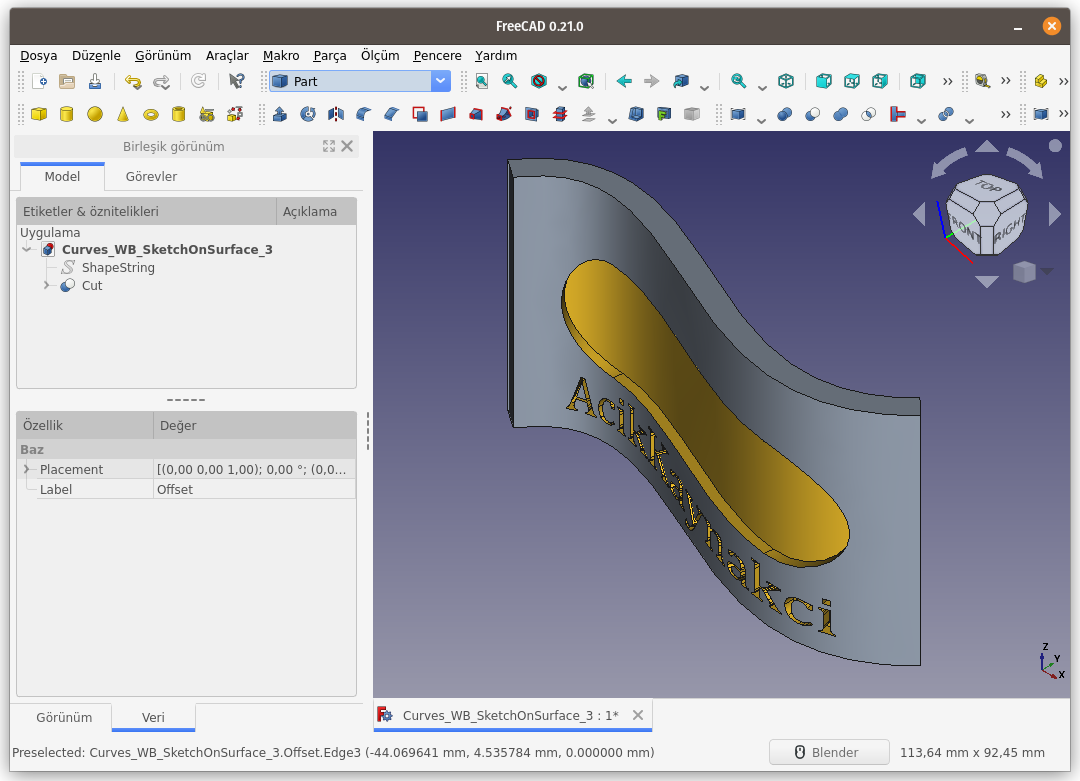 FreeCAD 0.21.0
Dosya Düzenle Görünüm Araçlar Makro Parça Ölçüm Pencere Yardım
Part
Birleşik görünüm
Model Görevler
Etiketler & öznitelikleri Açıklama
Uygulama
Curves_WB_SketchOnSurface_3
ShapeString
Cut
Özellik Değer
Baz
Placement [(0,00 0,00 1,00); 0,00 °; (0,0...
Label Offset
Görünüm Veri
TOP
FRONT RIGHT
AcikKaynakci
Z
Y
X
Curves_WB_SketchOnSurface_3 : 1*
Preselected: Curves_WB_SketchOnSurface_3.Offset.Edge3 (-44.069641 mm, 4.535784 mm, 0.000000 mm)
Blender 113,64 mm x 92,45 mm